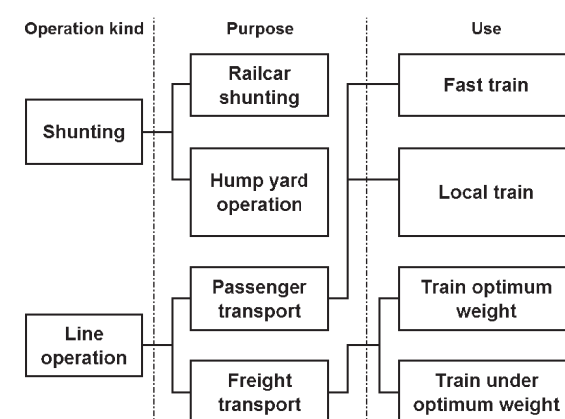 Operation kind
Purpose
Use
Shunting
Railcar
shunting
Hump yard
operation
Fast train
Local train
Line
operation
Passenger
transport
Freight
transport
Train optimum
weight
Train under
optimum weight